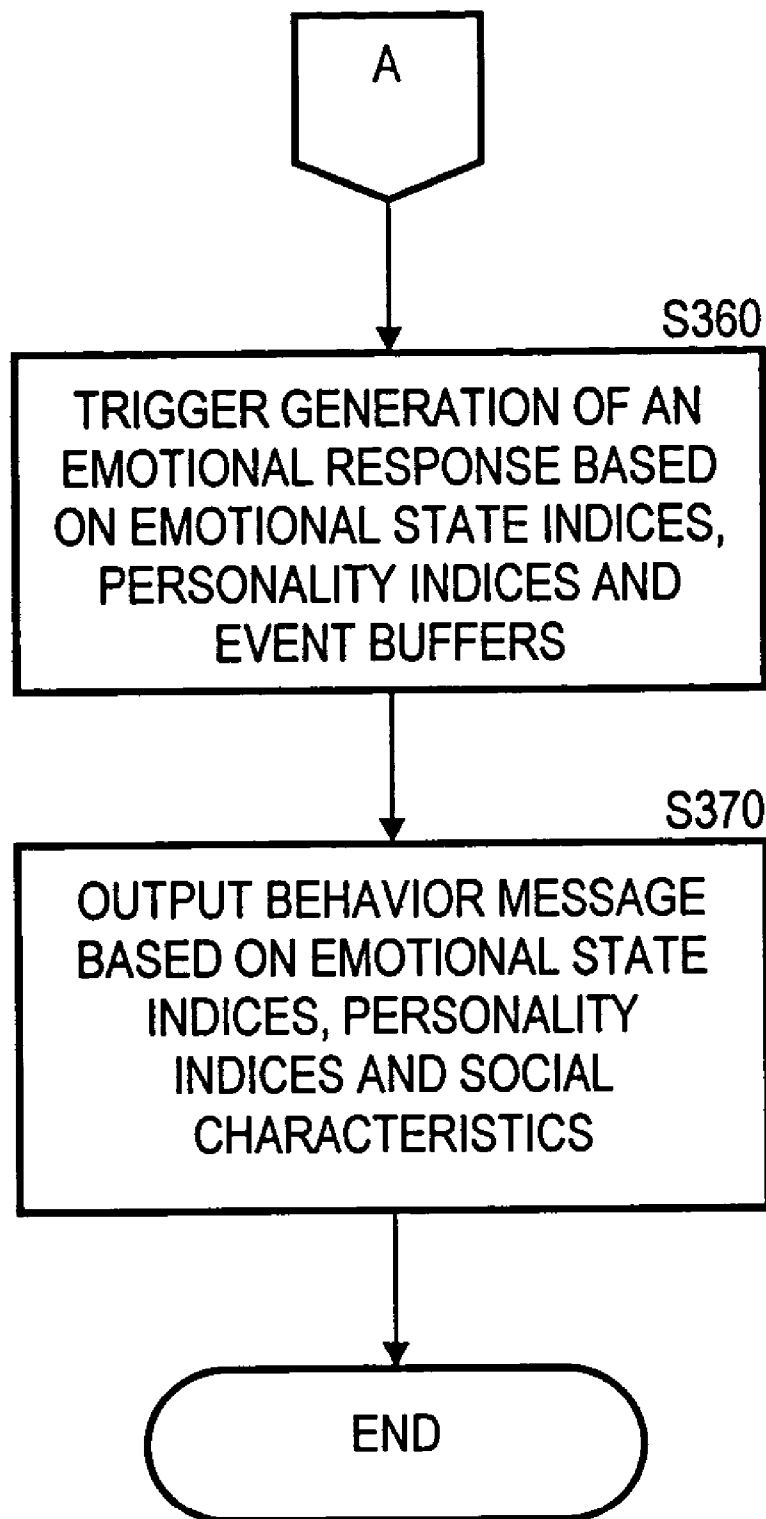 A
S360
TRIGGER GENERATION OF AN
EMOTIONAL RESPONSE BASED
ON EMOTIONAL STATE INDICES,
PERSONALITY INDICES AND
EVENT BUFFERS
S370
OUTPUT BEHAVIOR MESSAGE
BASED ON EMOTIONAL STATE
INDICES, PERSONALITY
INDICES AND SOCIAL
CHARACTERISTICS
END